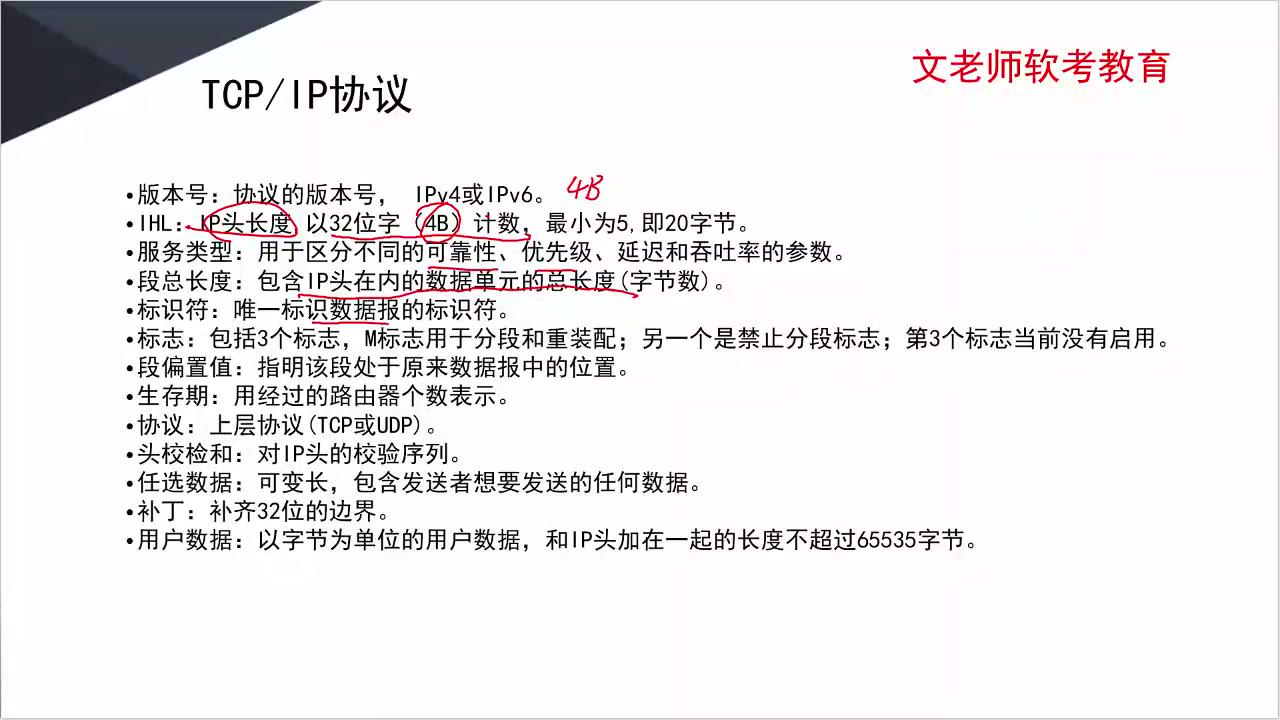 文老师软考教育
TCP/IP协议
•版本号：协议的版本号， IPv4或IPv6。 4B
•IHL：IP头长度 以32位字（4B）计数，最小为5,即20字节。
•服务类型：用于区分不同的可靠性、优先级、延迟和吞吐率的参数。
•段总长度：包含IP头在内的数据单元的总长度(字节数)。
•标识符：唯一标识数据报的标识符。
•标志：包括3个标志，M标志用于分段和重装配；另一个是禁止分段标志；第3个标志当前没有启用。
•段偏置值：指明该段处于原来数据报中的位置。
•生存期：用经过的路由器个数表示。
•协议：上层协议(TCP或UDP)。
•头校检和：对IP头的校验序列。
•任选数据：可变长，包含发送者想要发送的任何数据。
•补丁：补齐32位的边界。
•用户数据：以字节为单位的用户数据，和IP头加在一起的长度不超过65535字节。